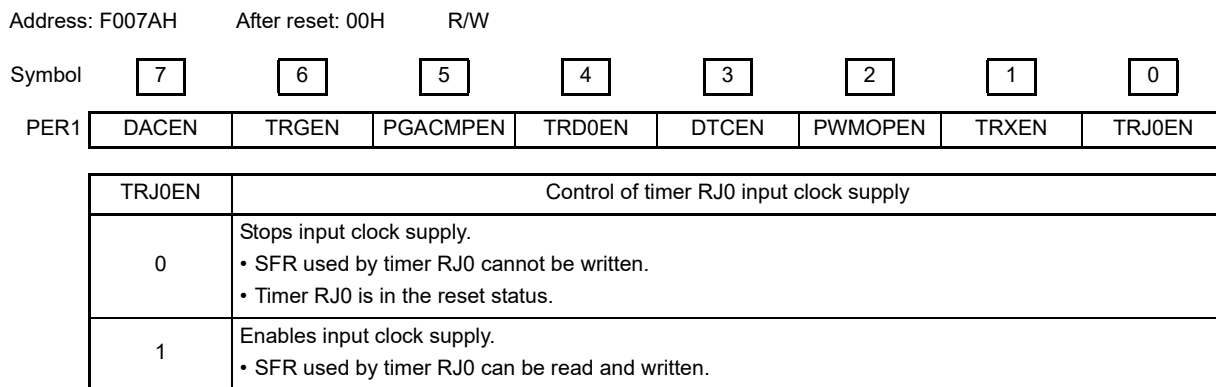 Address: F007AH After reset: 00H R/W
Symbol 7 6 5 4 3 2 1 0
PER1 DACEN TRGEN PGACMPEN TRD0EN DTCEN PWMOPEN TRXEN TRJ0EN
TRJ0EN Control of timer RJ0 input clock supply
0 Stops input clock supply.
• SFR used by timer RJ0 cannot be written.
• Timer RJ0 is in the reset status.
1 Enables input clock supply.
• SFR used by timer RJ0 can be read and written.